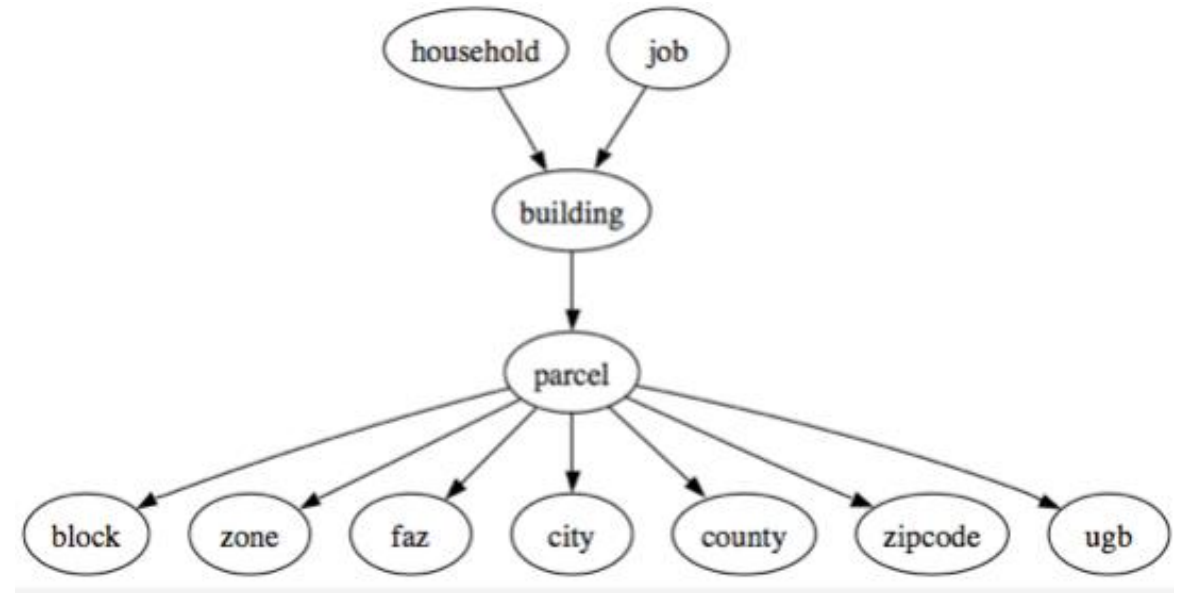 household
job
building
parcel
block
zone
faz
city
county
zipcode
ugb